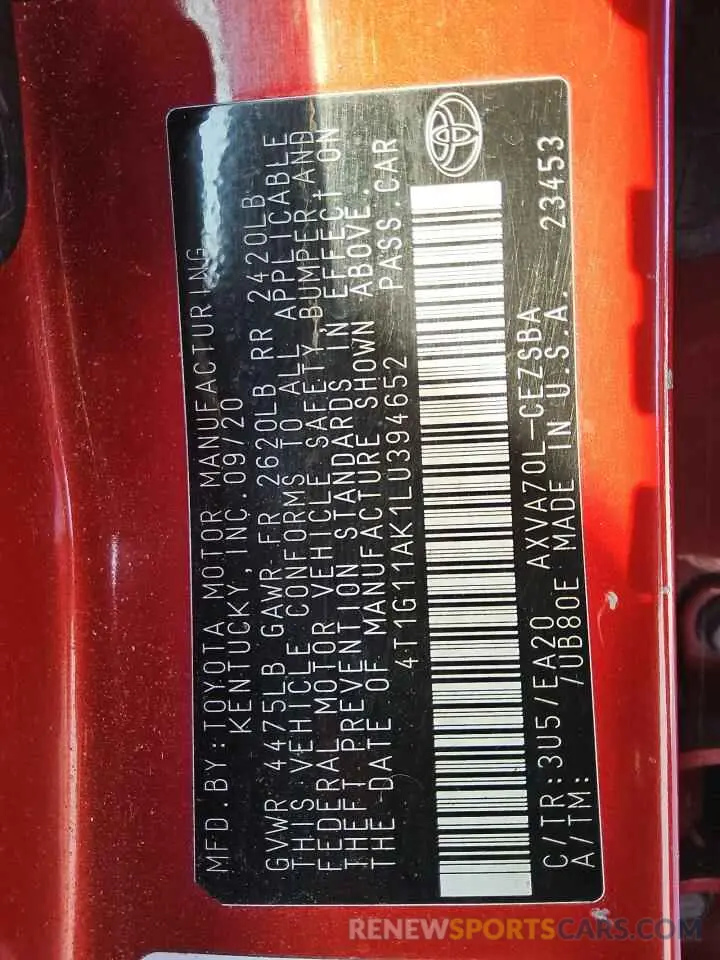 MFD.BY:TOYOTA MOTOR MANUFACTURING
KENTUCKY,INC.09/20
GVWR 4475LB GAWR FR 2620LB RR 2420LB
THIS VEHICLE CONFORMS TO ALL APPLICABLE
FEDERAL MOTOR VEHICLE SAFETY,BUMPER,AND
THEFT PREVENTION STANDARDS IN EFFECT ON
THE DATE OF MANUFACTURE SHOWN ABOVE.
4T1G11AK1LU394652 PASS.CAR
C/TR:3U5/EA20 AXVA70L-CEZSBA
A/TM: /UB80E MADE IN U.S.A. 23453
RENEWSPORTSCARS.COM